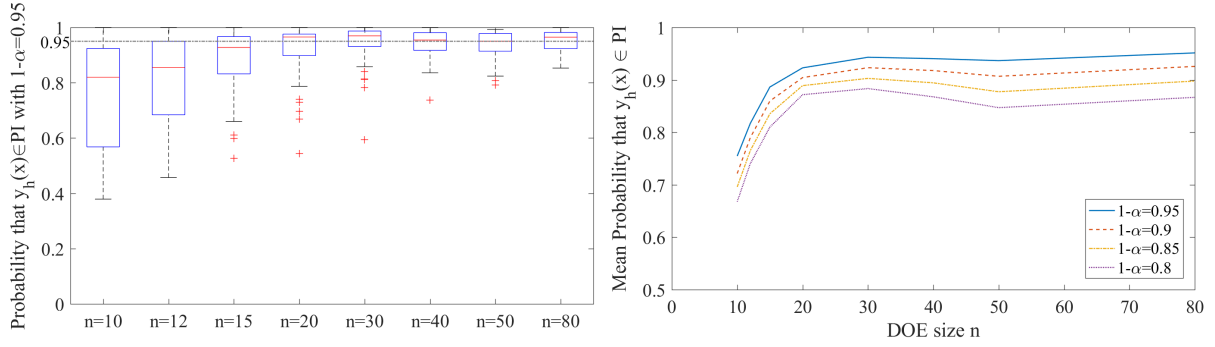 Probability that y_h(x)∈PI with 1-α=0.95
1
0.95
0.8
0.6
0.4
0.2
0
n=10 n=12 n=15 n=20 n=30 n=40 n=50 n=80
Mean Probability that y_h(x) ∈ PI
1
0.9
0.8
0.7
0.6
0.5
0 10 20 30 40 50 60 70 80
DOE size n
1-α=0.95
1-α=0.9
1-α=0.85
1-α=0.8